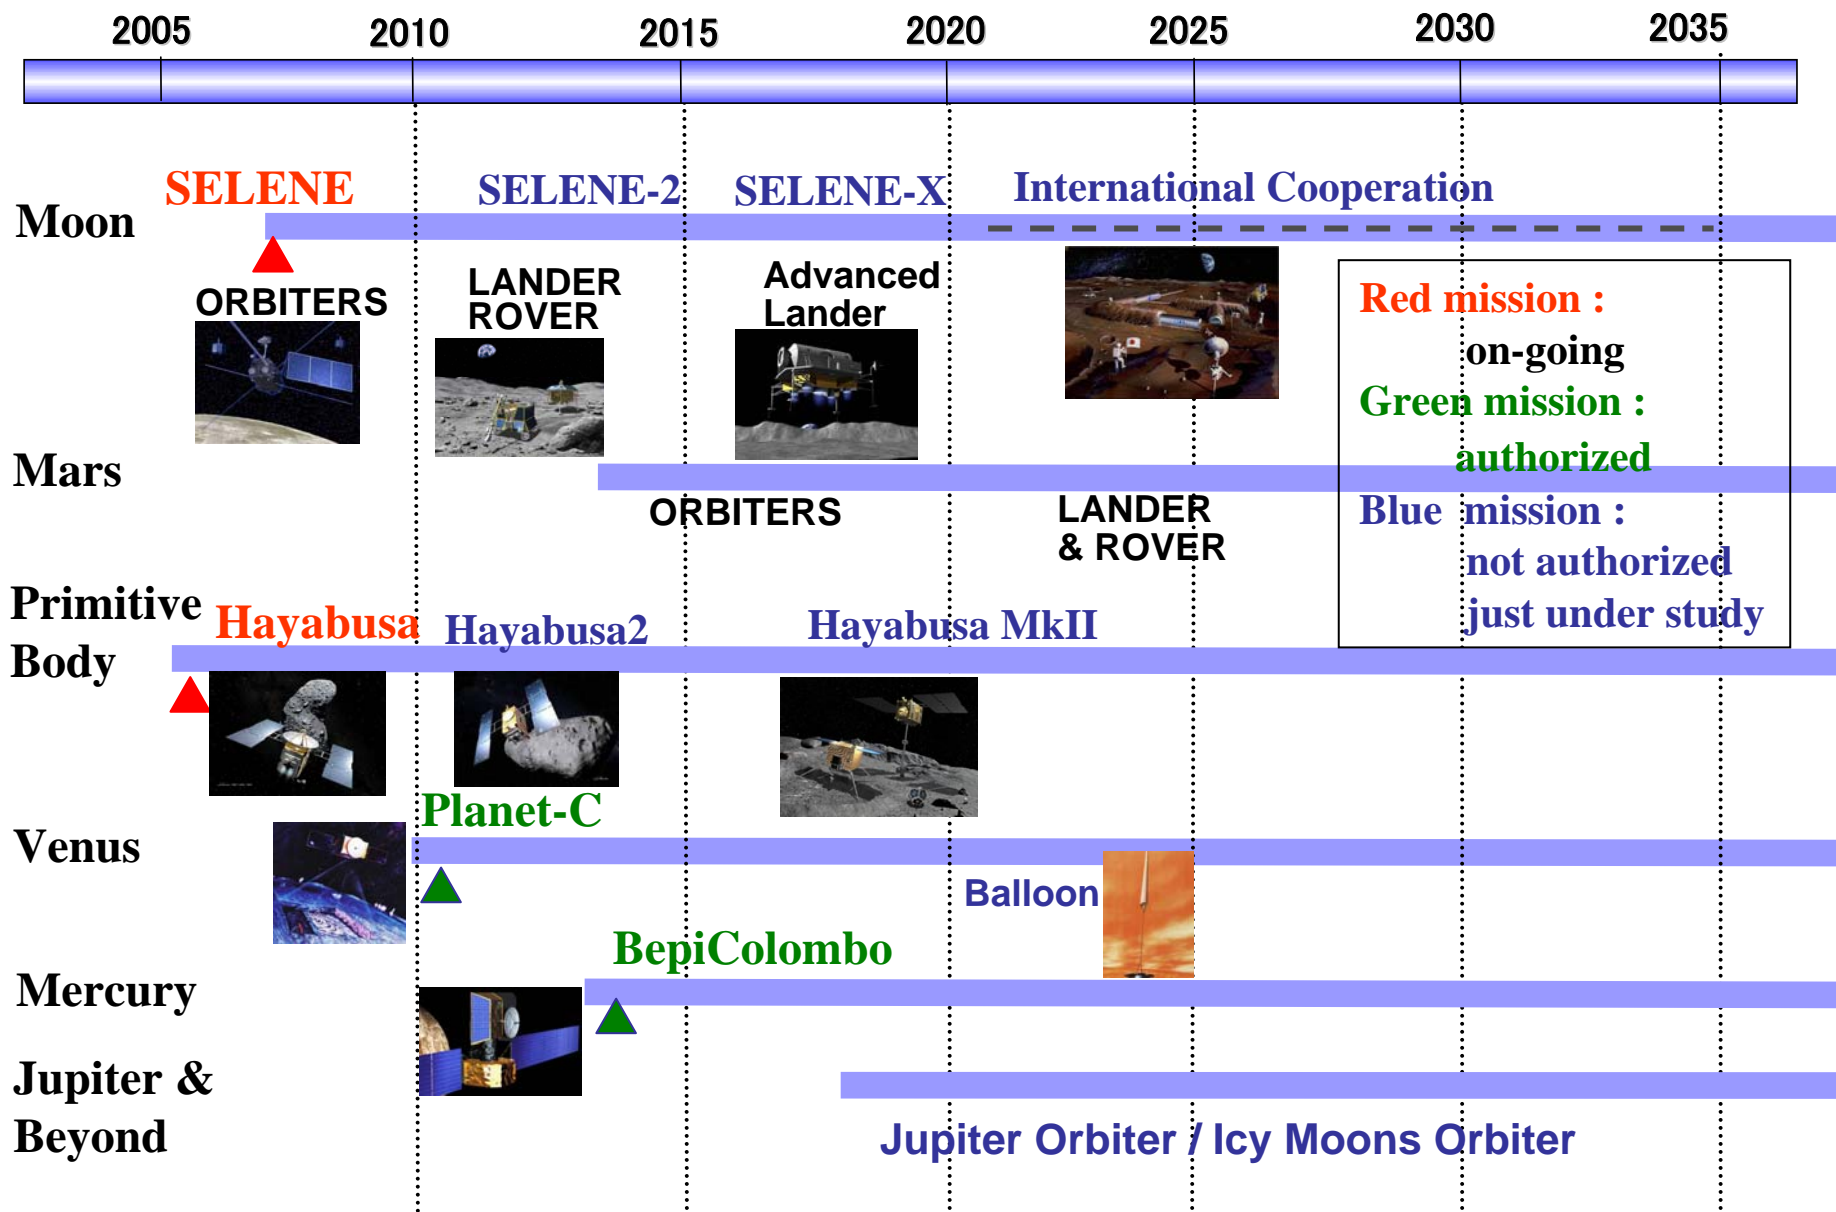 2005 2010 2015 2020 2025 2030 2035
SELENE SELENE-2 SELENE-X International Cooperation
Moon
ORBITERS
LANDER
ROVER
Advanced
Lander
Red mission :
on-going
Green mission :
authorized
Blue mission :
not authorized
just under study
Mars
ORBITERS
LANDER
& ROVER
Primitive
Body
Hayabusa Hayabusa2 Hayabusa MkII
Planet-C
Venus
Balloon
BepiColombo
Mercury
Jupiter &
Beyond
Jupiter Orbiter / Icy Moons Orbiter